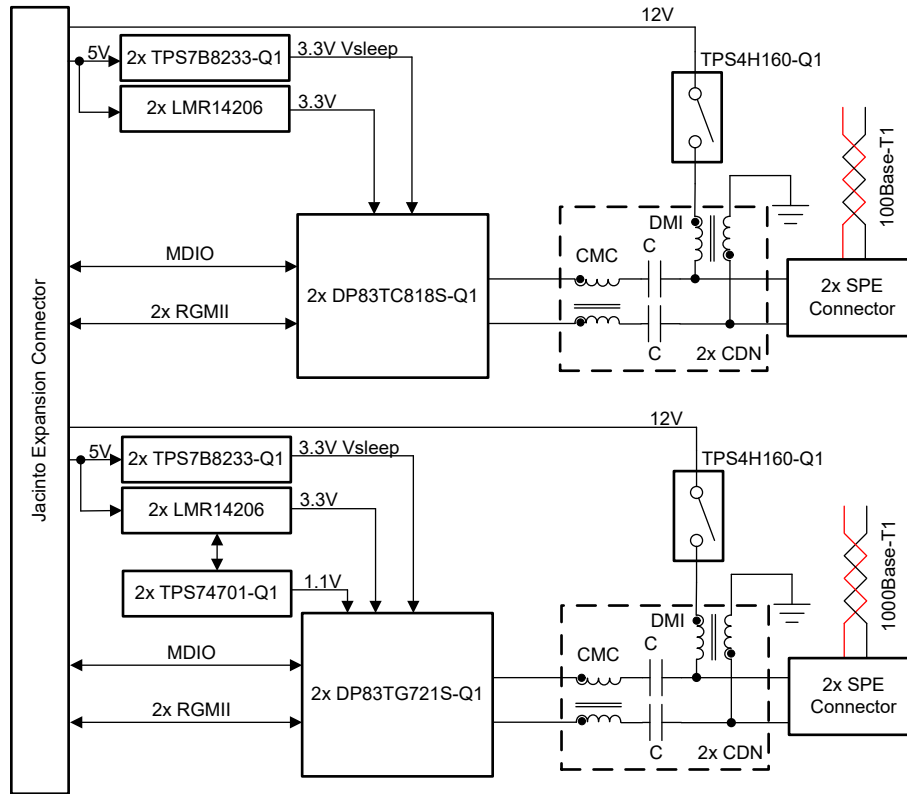 Jacinto Expansion Connector
12V
5V
2x TPS7B8233-Q1
3.3V Vsleep
TPS4H160-Q1
2x LMR14206
3.3V
100Base-T1
DMI
C
CMC
MDIO
2x DP83TC818S-Q1
2x SPE
Connector
2x RGMII
C
2x CDN
12V
5V
2x TPS7B8233-Q1
3.3V Vsleep
TPS4H160-Q1
2x LMR14206
3.3V
1000Base-T1
2x TPS74701-Q1
1.1V
DMI
C
CMC
MDIO
2x DP83TG721S-Q1
2x SPE
Connector
2x RGMII
C
2x CDN